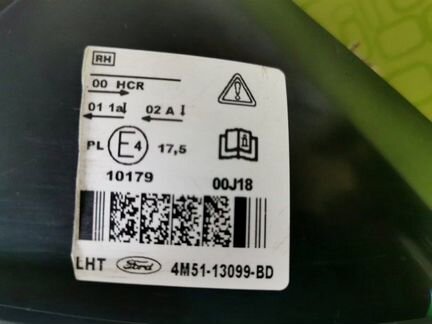 RH
00 HCR
01 1a 02 A
PL E4 17,5
10179 00J18
LHT Ford 4M51-13099-BD